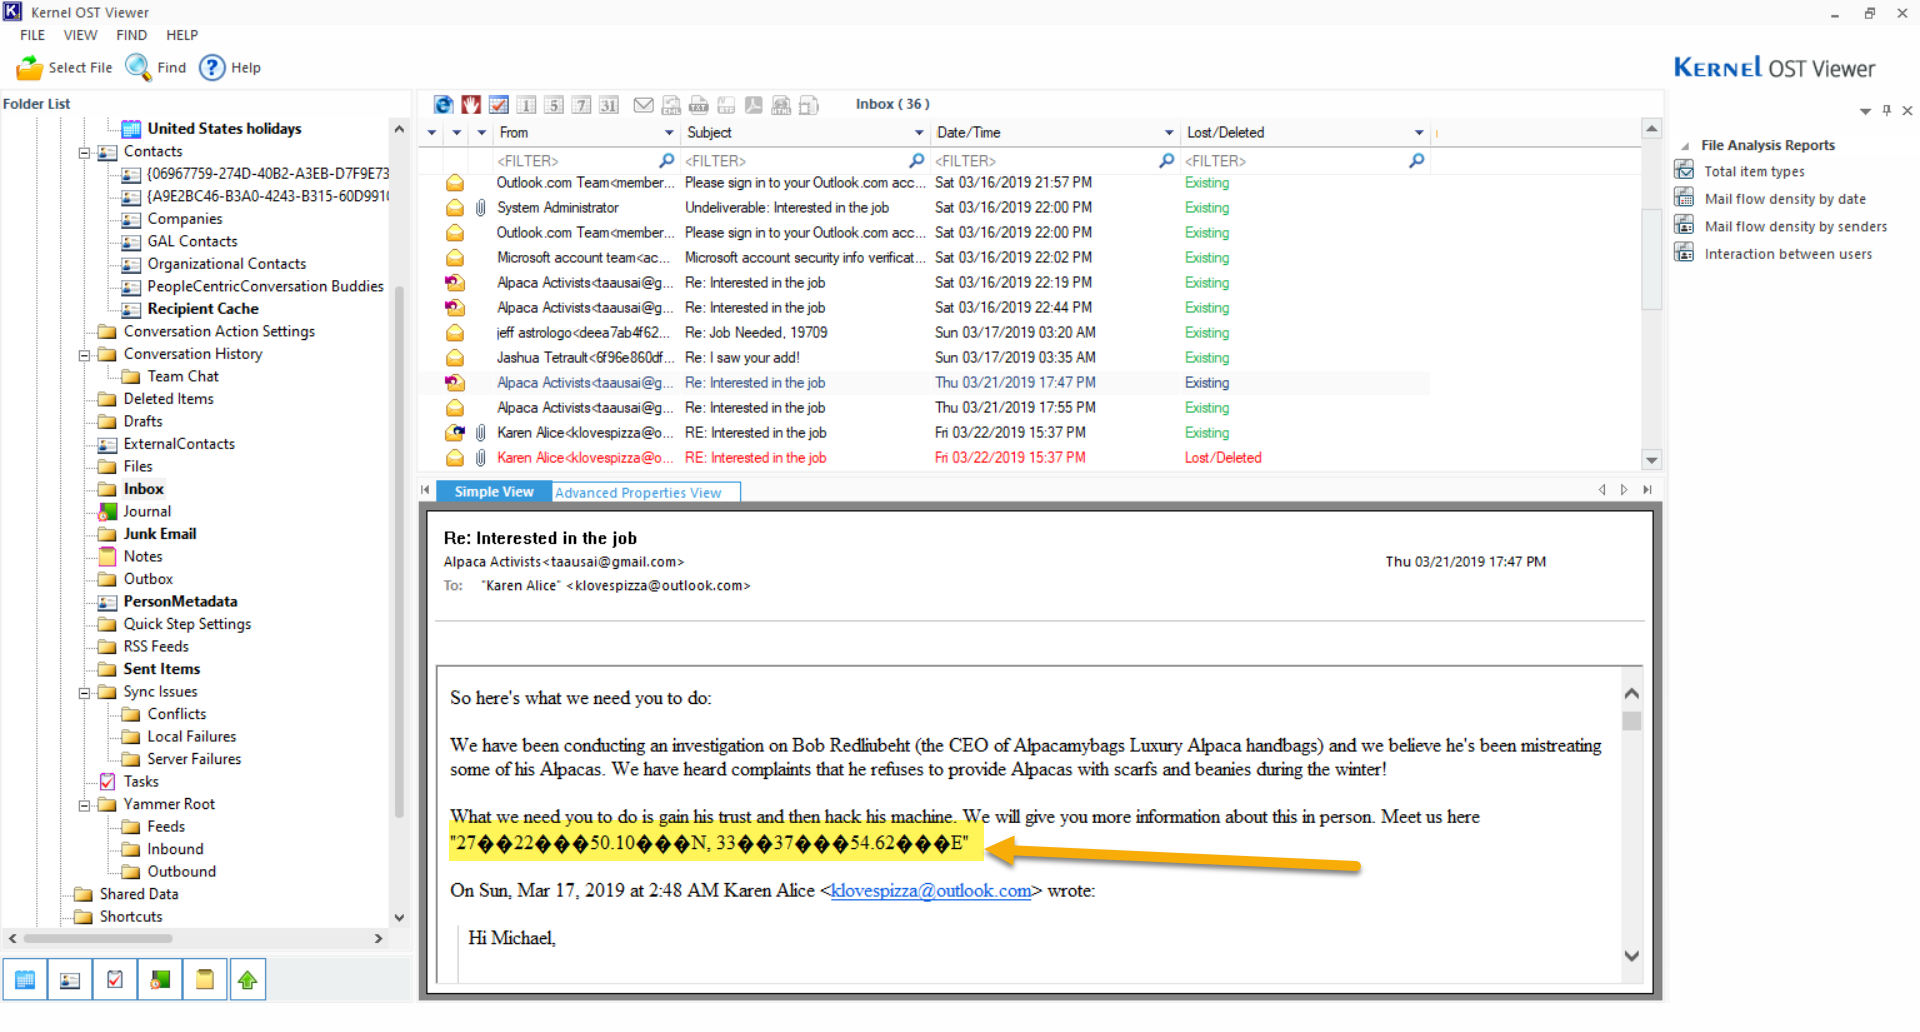 Kernel OST Viewer
FILE VIEW FIND HELP
Select File Find Help
KERNEL OST Viewer
Folder List
United States holidays
Contacts
{06967759-274D-40B2-A3EB-D7F9E73
{A9E2BC46-B3A0-4243-B315-60D991
Companies
GAL Contacts
Organizational Contacts
PeopleCentricConversation Buddies
Recipient Cache
Conversation Action Settings
Conversation History
Team Chat
Deleted Items
Drafts
ExternalContacts
Files
Inbox
Journal
Junk Email
Notes
Outbox
PersonMetadata
Quick Step Settings
RSS Feeds
Sent Items
Sync Issues
Conflicts
Local Failures
Server Failures
Tasks
Yammer Root
Feeds
Inbound
Outbound
Shared Data
Shortcuts
1 5 7 31
Inbox ( 36 )
From Subject Date/Time Lost/Deleted
<FILTER> <FILTER> <FILTER> <FILTER>
Outlook.com Team<member... Please sign in to your Outlook.com acc... Sat 03/16/2019 21:57 PM Existing
System Administrator Undeliverable: Interested in the job Sat 03/16/2019 22:00 PM Existing
Outlook.com Team<member... Please sign in to your Outlook.com acc... Sat 03/16/2019 22:00 PM Existing
Microsoft account team<ac... Microsoft account security info verificat... Sat 03/16/2019 22:02 PM Existing
Alpaca Activists<taausai@g... Re: Interested in the job Sat 03/16/2019 22:19 PM Existing
Alpaca Activists<taausai@g... Re: Interested in the job Sat 03/16/2019 22:44 PM Existing
jeff astrologo<deea7ab4f62... Re: Job Needed, 19709 Sun 03/17/2019 03:20 AM Existing
Jashua Tetrault<6f96e860df... Re: I saw your add! Sun 03/17/2019 03:35 AM Existing
Alpaca Activists<taausai@g... Re: Interested in the job Thu 03/21/2019 17:47 PM Existing
Alpaca Activists<taausai@g... Re: Interested in the job Thu 03/21/2019 17:55 PM Existing
Karen Alice<klovespizza@o... RE: Interested in the job Fri 03/22/2019 15:37 PM Existing
Karen Alice<klovespizza@o... RE: Interested in the job Fri 03/22/2019 15:37 PM Lost/Deleted
Simple View Advanced Properties View
Re: Interested in the job
Alpaca Activists<taausai@gmail.com> Thu 03/21/2019 17:47 PM
To: "Karen Alice" <klovespizza@outlook.com>
So here's what we need you to do:
We have been conducting an investigation on Bob Redliubeht (the CEO of Alpacamybags Luxury Alpaca handbags) and we believe he's been mistreating
some of his Alpacas. We have heard complaints that he refuses to provide Alpacas with scarfs and beanies during the winter!
What we need you to do is gain his trust and then hack his machine. We will give you more information about this in person. Meet us here
"27��22���50.10���N, 33��37���54.62���E"
On Sun, Mar 17, 2019 at 2:48 AM Karen Alice <klovespizza@outlook.com> wrote:
Hi Michael,
File Analysis Reports
Total item types
Mail flow density by date
Mail flow density by senders
Interaction between users